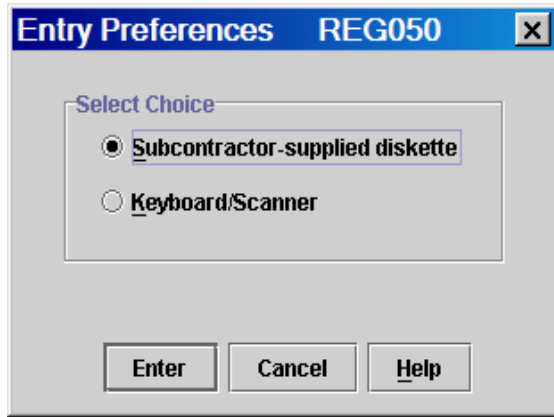 Entry Preferences REG050
Select Choice
Subcontractor-supplied diskette
Keyboard/Scanner
Enter Cancel Help